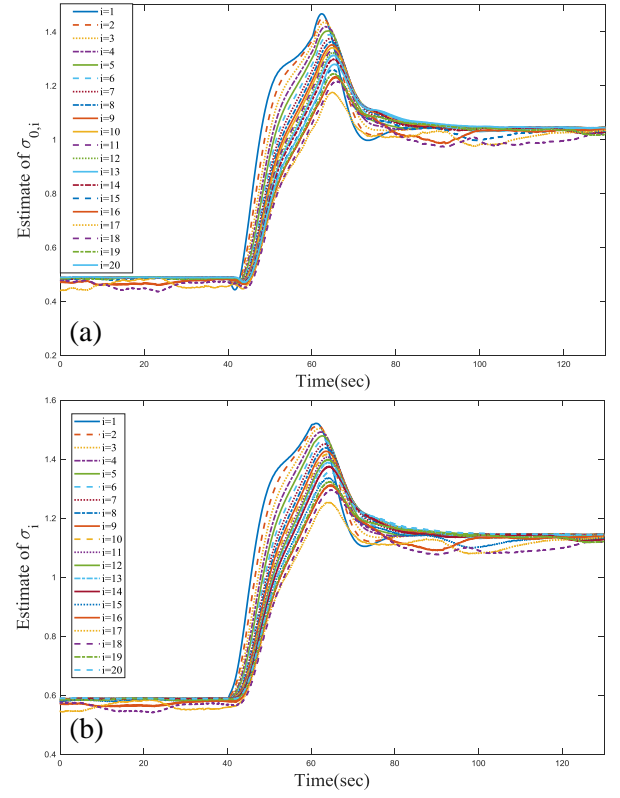 1.4
1.2
1
0.8
0.6
0.4
0.2
Estimate of σ0,i
i=1
i=2
i=3
i=4
i=5
i=6
i=7
i=8
i=9
i=10
i=11
i=12
i=13
i=14
i=15
i=16
i=17
i=18
i=19
i=20
(a)
0 20 40 60 80 100 120
Time(sec)
1.6
1.4
1.2
1
0.8
0.6
0.4
Estimate of σi
i=1
i=2
i=3
i=4
i=5
i=6
i=7
i=8
i=9
i=10
i=11
i=12
i=13
i=14
i=15
i=16
i=17
i=18
i=19
i=20
(b)
0 20 40 60 80 100 120
Time(sec)